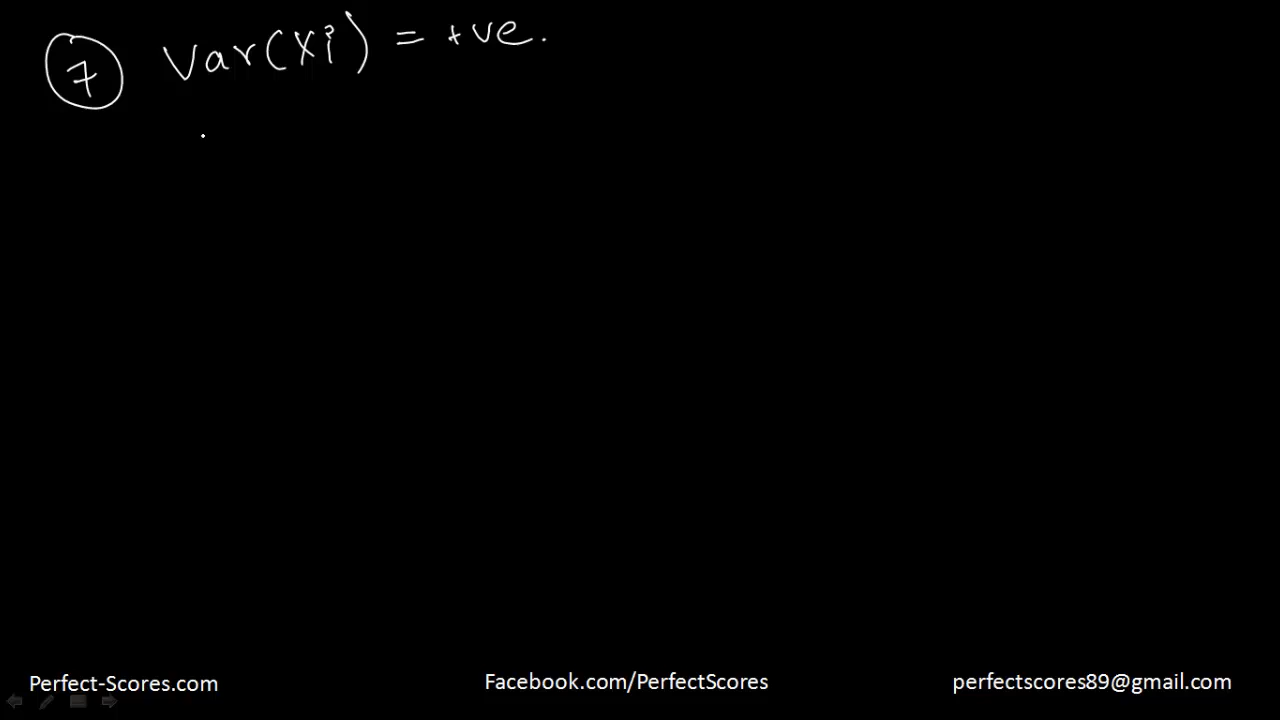 7 Var(Xi) = +ve.
Perfect-Scores.com
Facebook.com/PerfectScores
perfectscores89@gmail.com